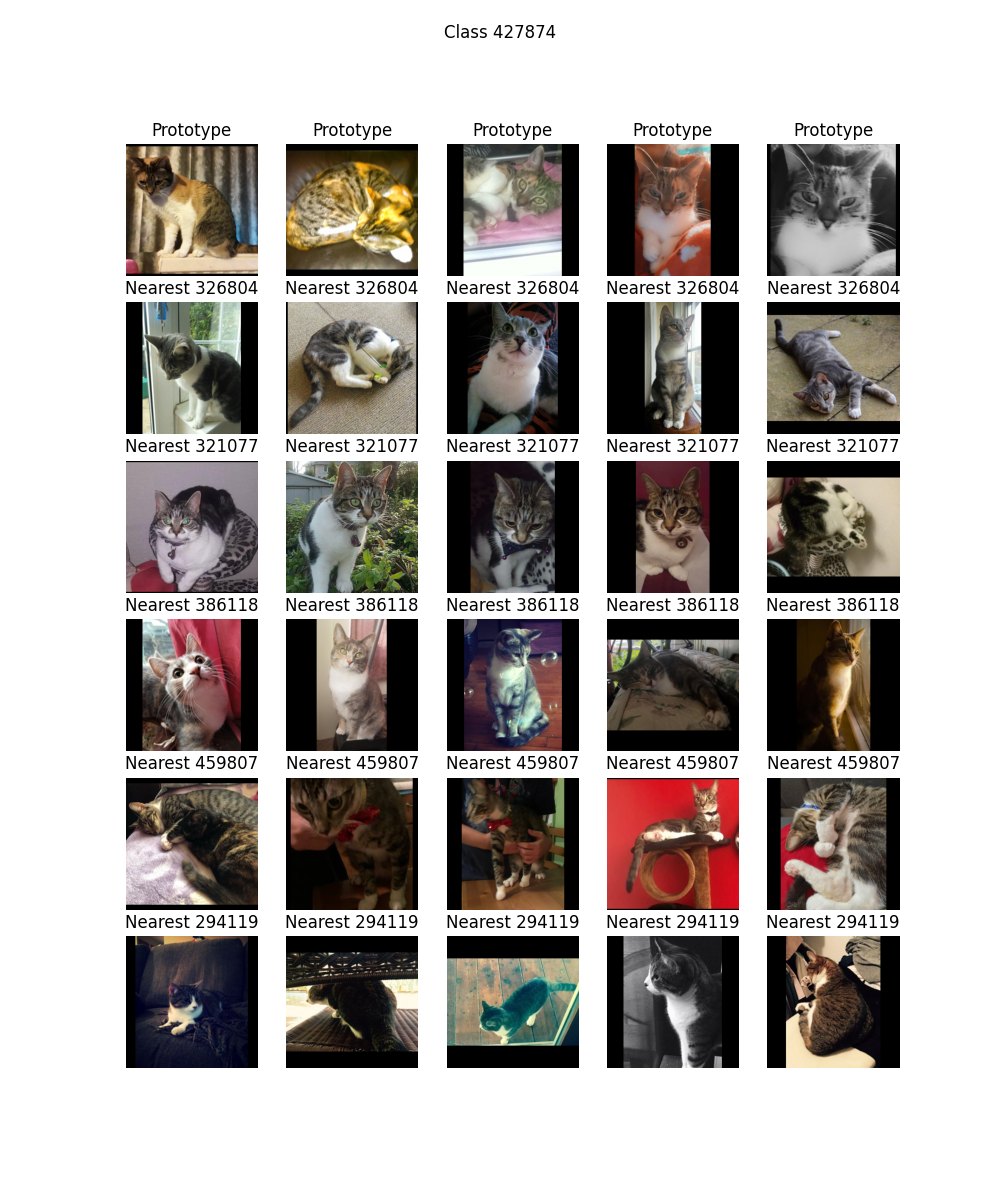 Class 427874
Prototype Prototype Prototype Prototype Prototype
Nearest 326804 Nearest 326804 Nearest 326804 Nearest 326804 Nearest 326804
Nearest 321077 Nearest 321077 Nearest 321077 Nearest 321077 Nearest 321077
Nearest 386118 Nearest 386118 Nearest 386118 Nearest 386118 Nearest 386118
Nearest 459807 Nearest 459807 Nearest 459807 Nearest 459807 Nearest 459807
Nearest 294119 Nearest 294119 Nearest 294119 Nearest 294119 Nearest 294119